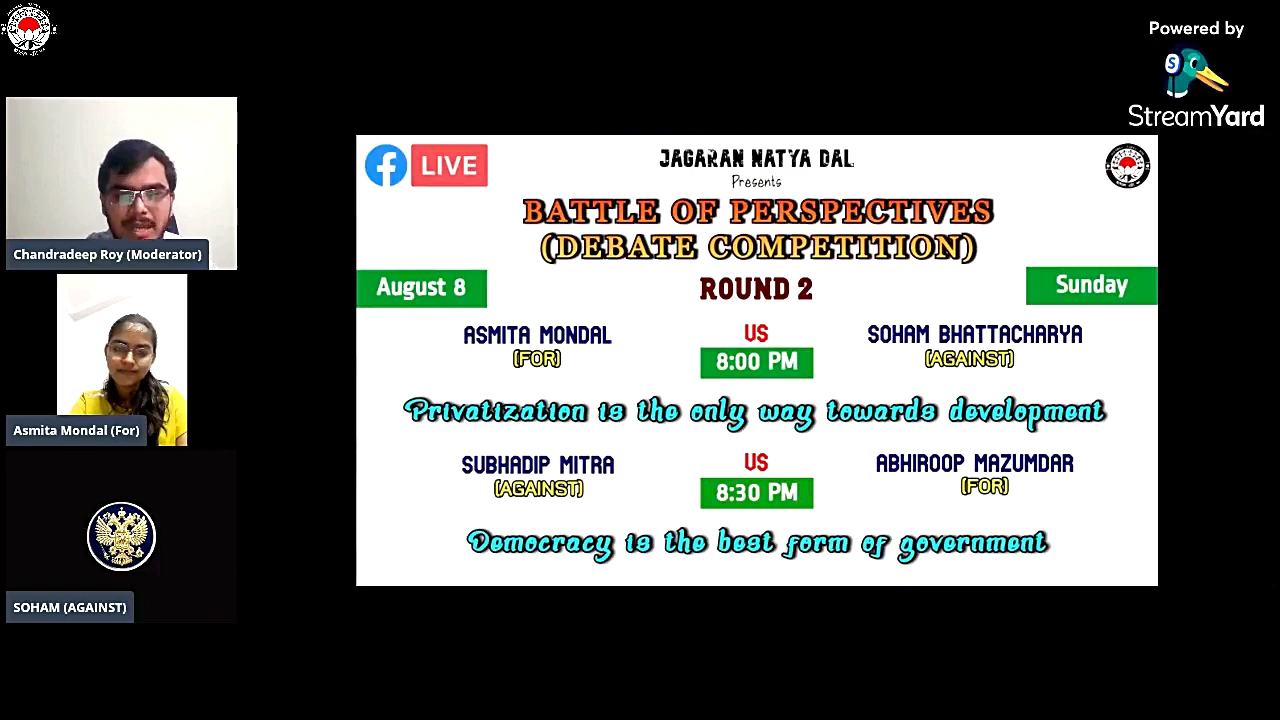 Powered by
StreamYard
Chandradeep Roy (Moderator)
Asmita Mondal (For)
SOHAM (AGAINST)
LIVE
JAGARAN NATYA DAL
Presents
BATTLE OF PERSPECTIVES
(DEBATE COMPETITION)
August 8
ROUND 2
Sunday
ASMITA MONDAL VS SOHAM BHATTACHARYA
(FOR) 8:00 PM (AGAINST)
Privatization is the only way towards development
SUBHADIP MITRA VS ABHIROOP MAZUMDAR
(AGAINST) 8:30 PM (FOR)
Democracy is the best form of government